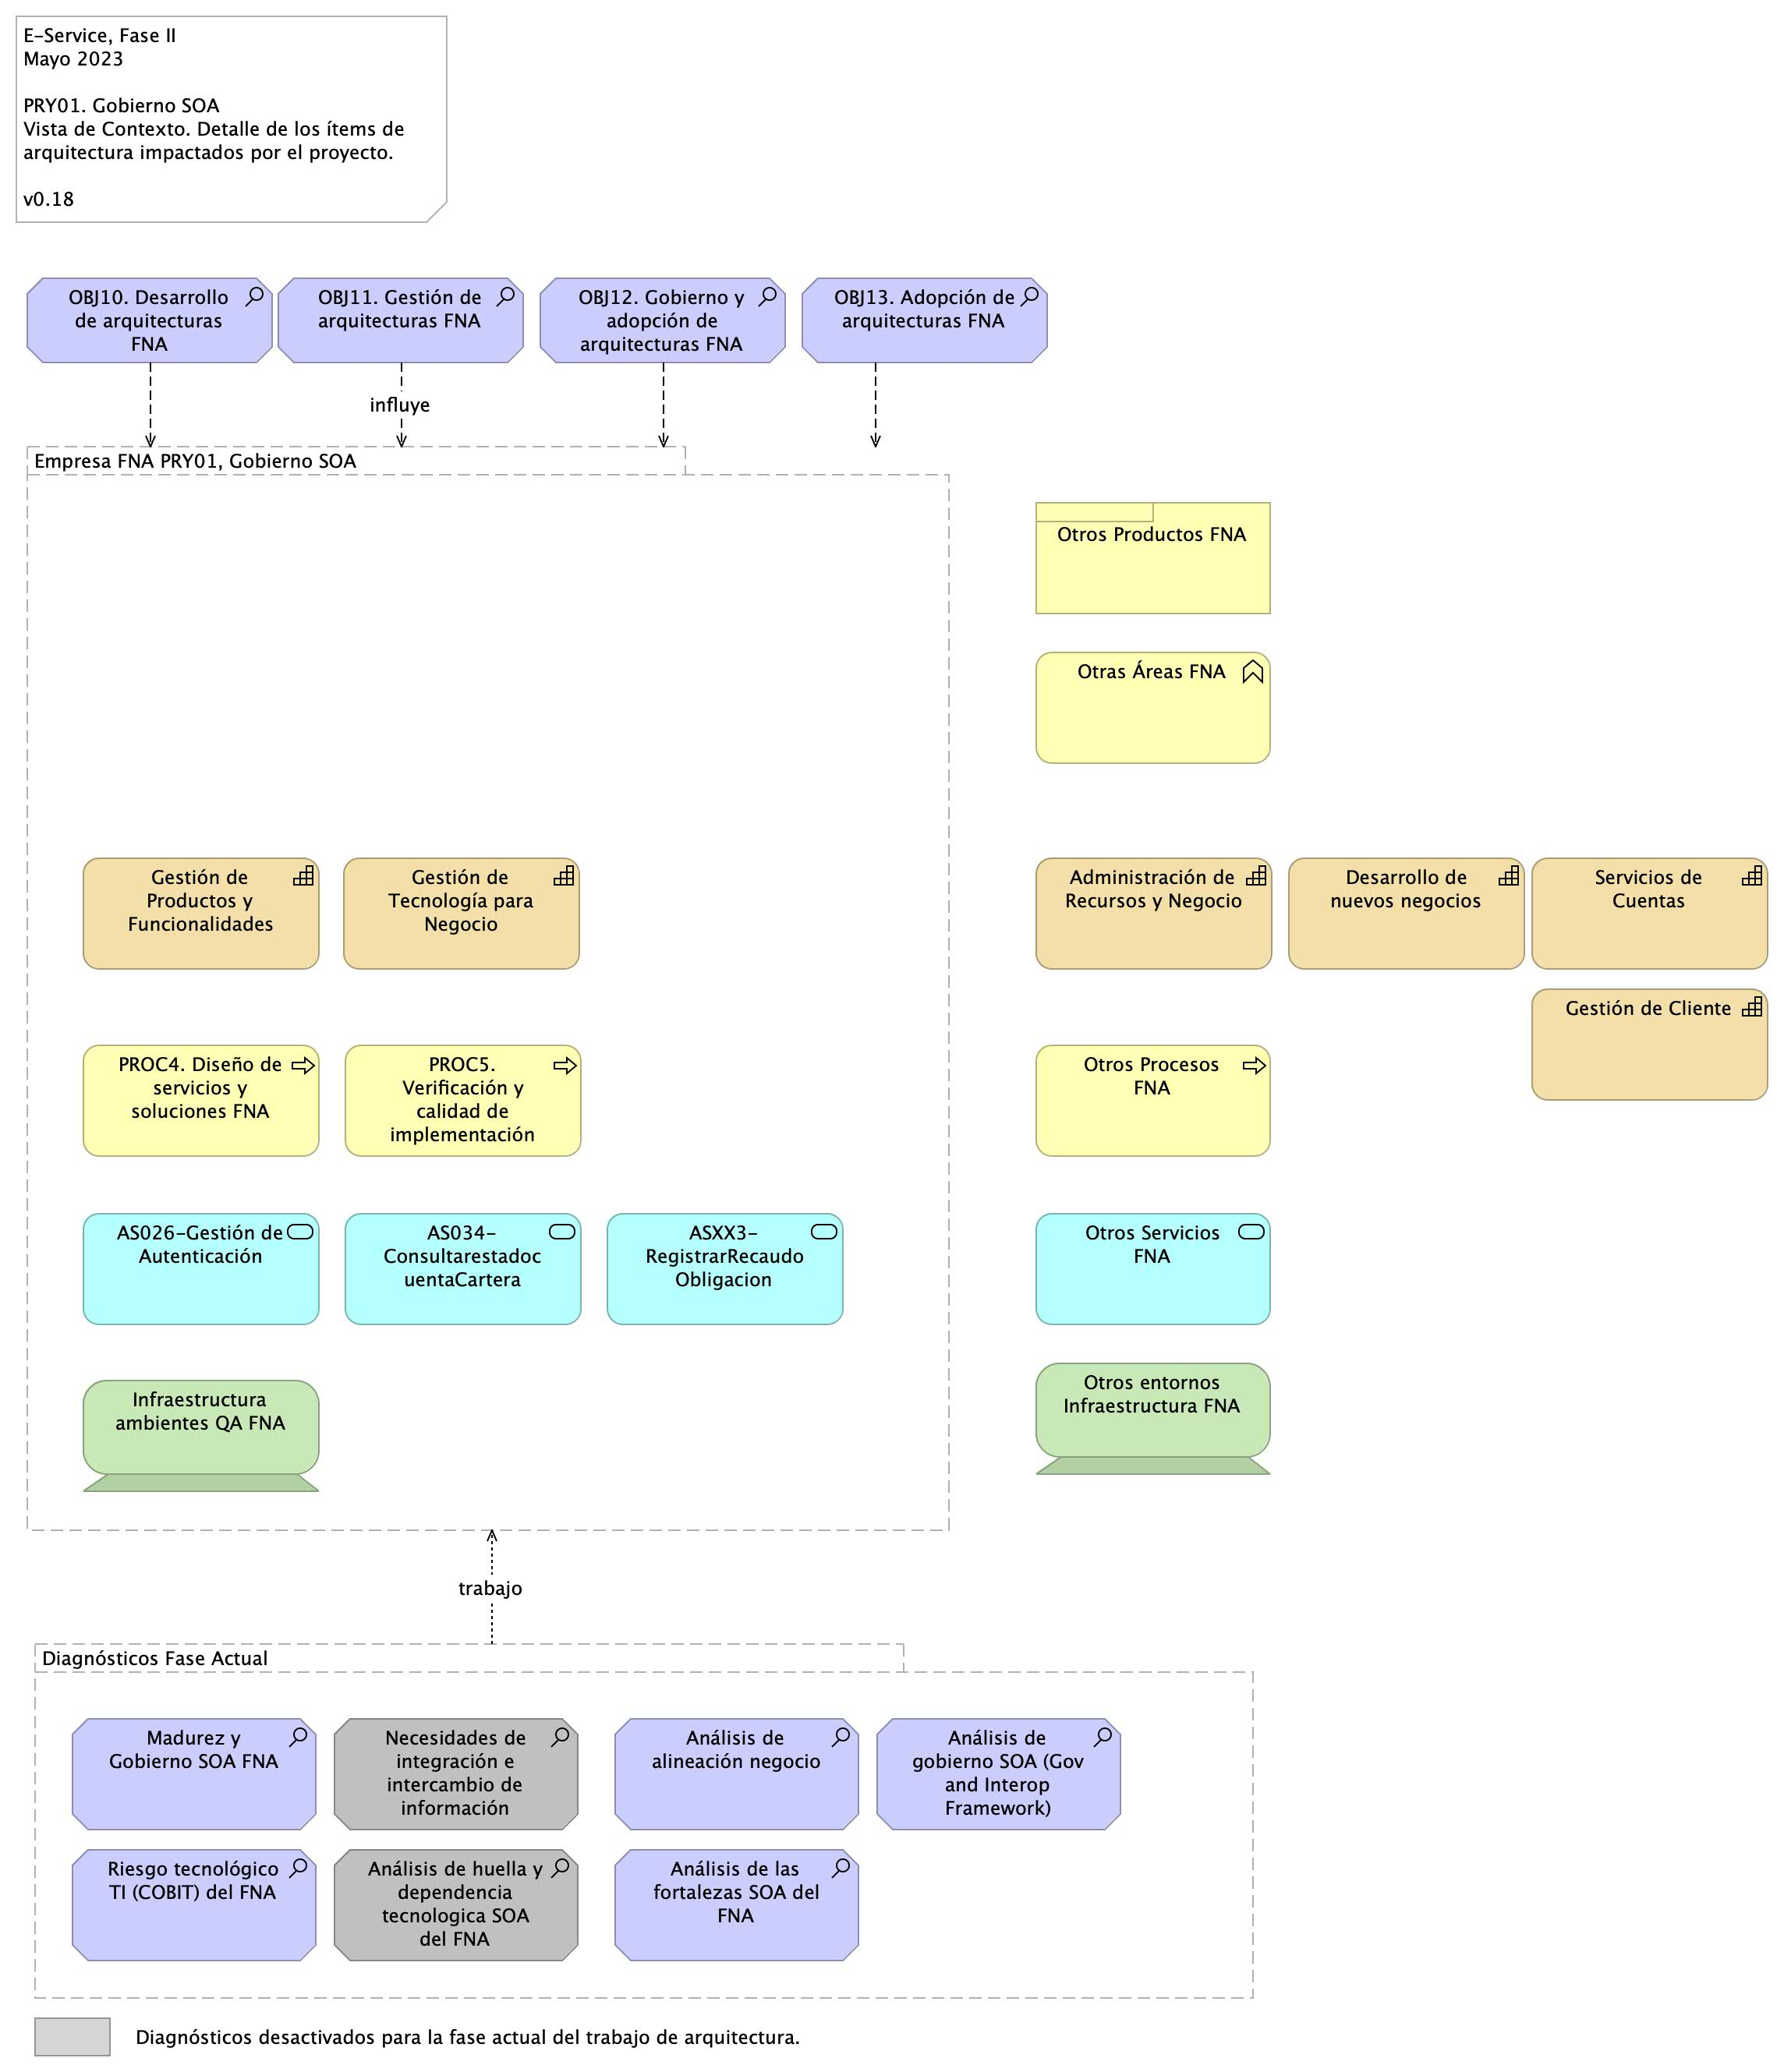 E-Service, Fase II
Mayo 2023
PRY01. Gobierno SOA
Vista de Contexto. Detalle de los ítems de
arquitectura impactados por el proyecto.
v0.18
OBJ10. Desarrollo
de arquitecturas
FNA
OBJ11. Gestión de
arquitecturas FNA
OBJ12. Gobierno y
adopción de
arquitecturas FNA
OBJ13. Adopción de
arquitecturas FNA
influye
Empresa FNA PRY01, Gobierno SOA
Otros Productos FNA
Otras Áreas FNA
Gestión de
Productos y
Funcionalidades
Gestión de
Tecnología para
Negocio
Administración de
Recursos y Negocio
Desarrollo de
nuevos negocios
Servicios de
Cuentas
Gestión de Cliente
PROC4. Diseño de
servicios y
soluciones FNA
PROC5.
Verificación y
calidad de
implementación
Otros Procesos
FNA
AS026-Gestión de
Autenticación
AS034-
Consultarestadoc
uentaCartera
ASXX3-
RegistrarRecaudo
Obligacion
Otros Servicios
FNA
Infraestructura
ambientes QA FNA
Otros entornos
Infraestructura FNA
trabajo
Diagnósticos Fase Actual
Madurez y
Gobierno SOA FNA
Necesidades de
integración e
intercambio de
información
Análisis de
alineación negocio
Análisis de
gobierno SOA (Gov
and Interop
Framework)
Riesgo tecnológico
TI (COBIT) del FNA
Análisis de huella y
dependencia
tecnologica SOA
del FNA
Análisis de las
fortalezas SOA del
FNA
Diagnósticos desactivados para la fase actual del trabajo de arquitectura.